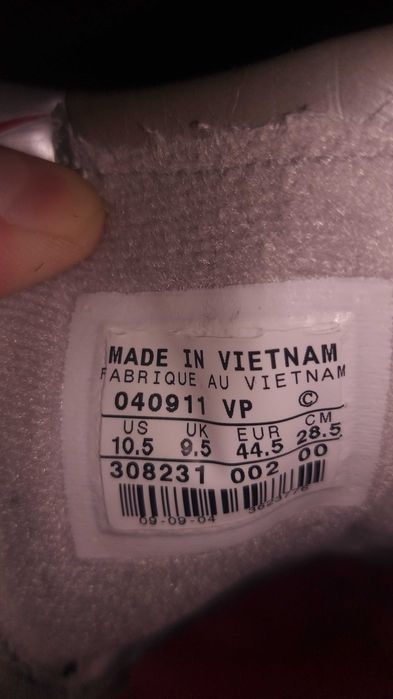 MADE IN VIETNAM
FABRIQUE AU VIETNAM
040911 VP ©
US UK EUR CM
10.5 9.5 44.5 28.5
308231 002 00
09-09-04